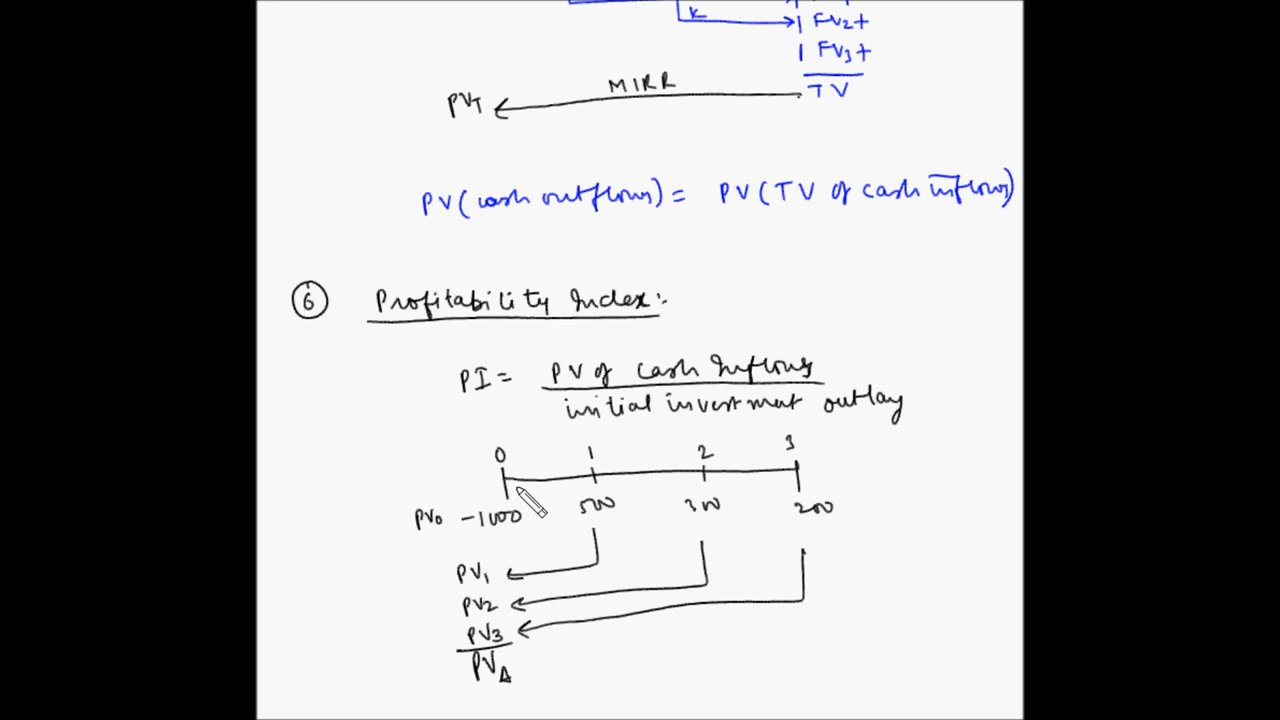 K
FV2+
FV3+
MIRR
TV
PVT
PV(cash outflows) = PV(TV of cash inflows)
6 Profitability Index:
PI = PV of cash Inflows
initial investment outlay
0 1 2 3
PV0 -1000 500 300 200
PV1
PV2
PV3
PVA